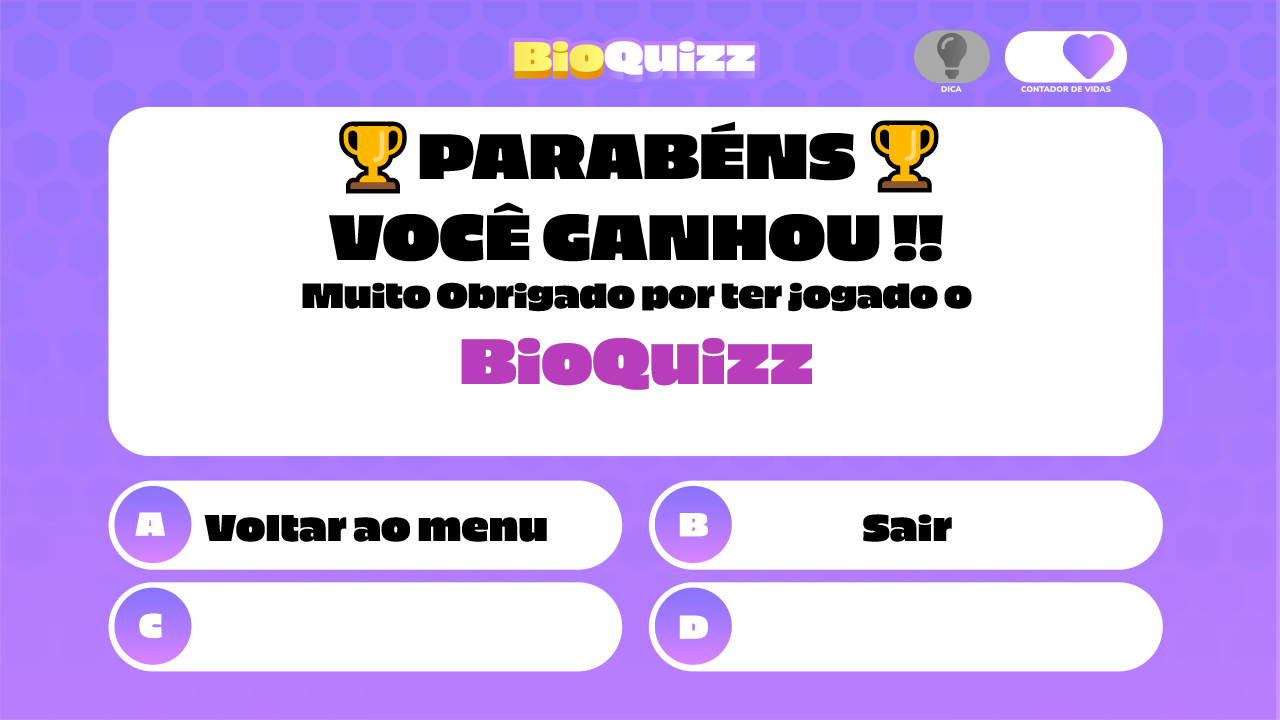 BioQuizz
DICA
CONTADOR DE VIDAS
PARABÉNS
VOCÊ GANHOU !!
Muito Obrigado por ter jogado o
BioQuizz
A Voltar ao menu
B Sair
C
D